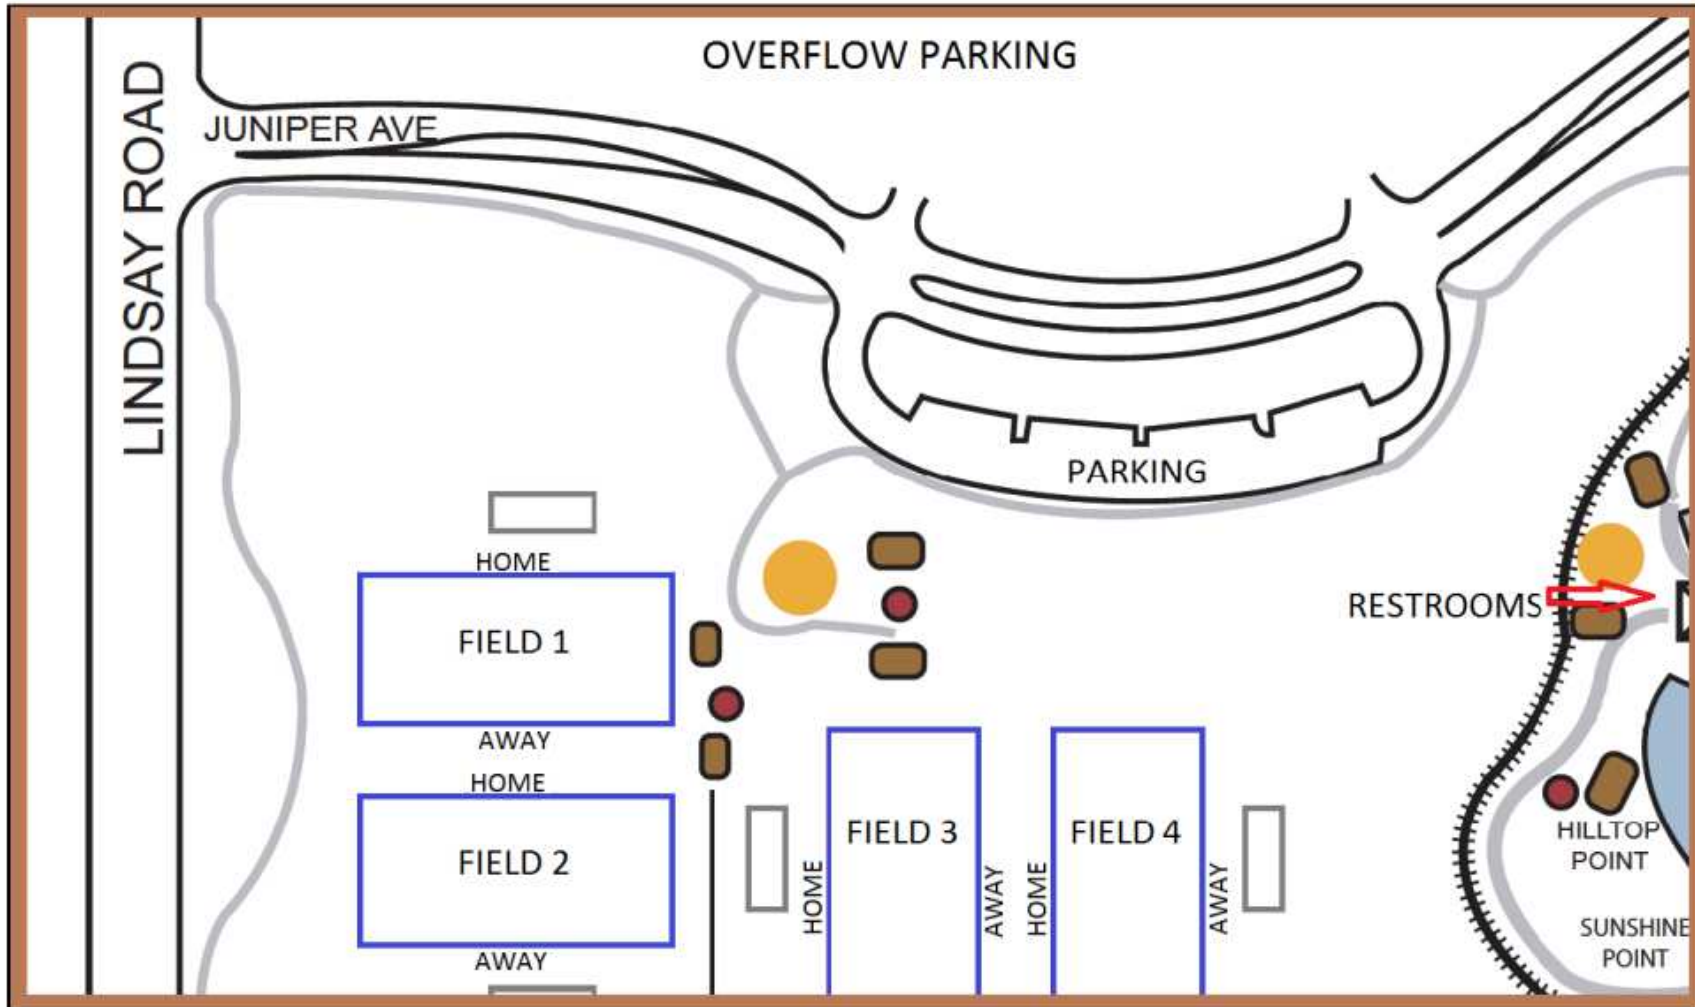 OVERFLOW PARKING
JUNIPER AVE
LINDSAY ROAD
PARKING
HOME
FIELD 1
AWAY
RESTROOMS
HOME
FIELD 2
AWAY
HOME
FIELD 3
AWAY
HOME
FIELD 4
AWAY
HILLTOP
POINT
SUNSHINE
POINT